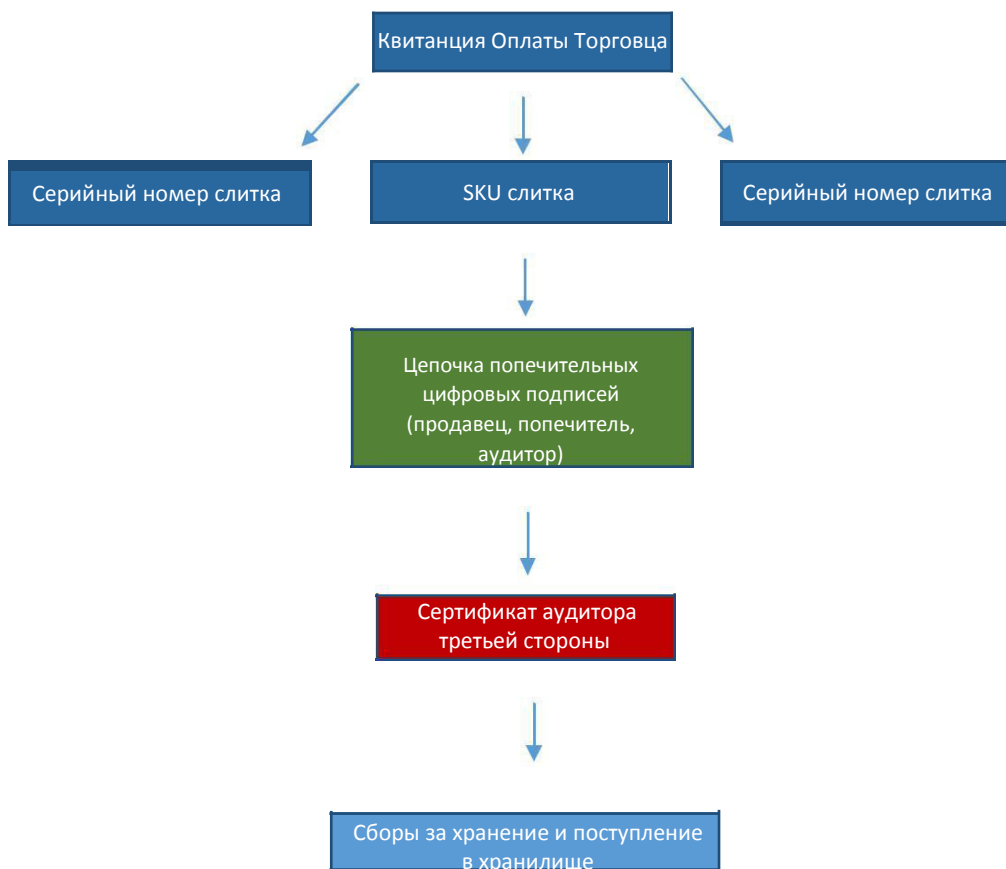 Квитанция Оплаты Торговца
Серийный номер слитка
SKU слитка
Серийный номер слитка
Цепочка попечительных
цифровых подписей
(продавец, попечитель,
аудитор)
Сертификат аудитора
третьей стороны
Сборы за хранение и поступление
в хранилище